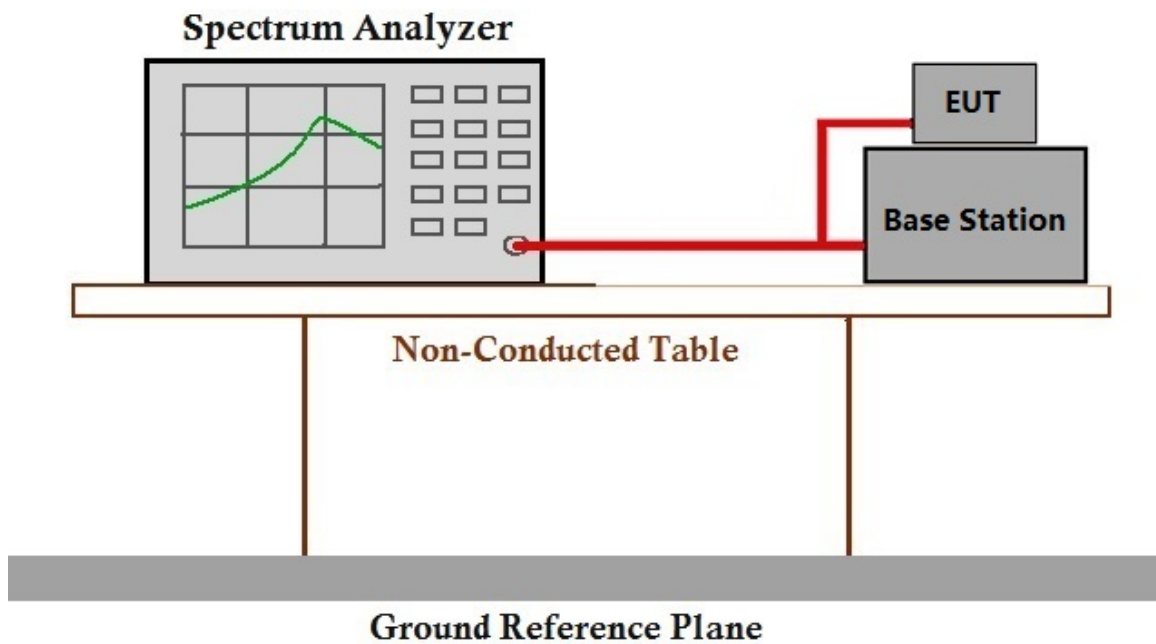 Spectrum Analyzer
EUT
Base Station
Non-Conducted Table
Ground Reference Plane